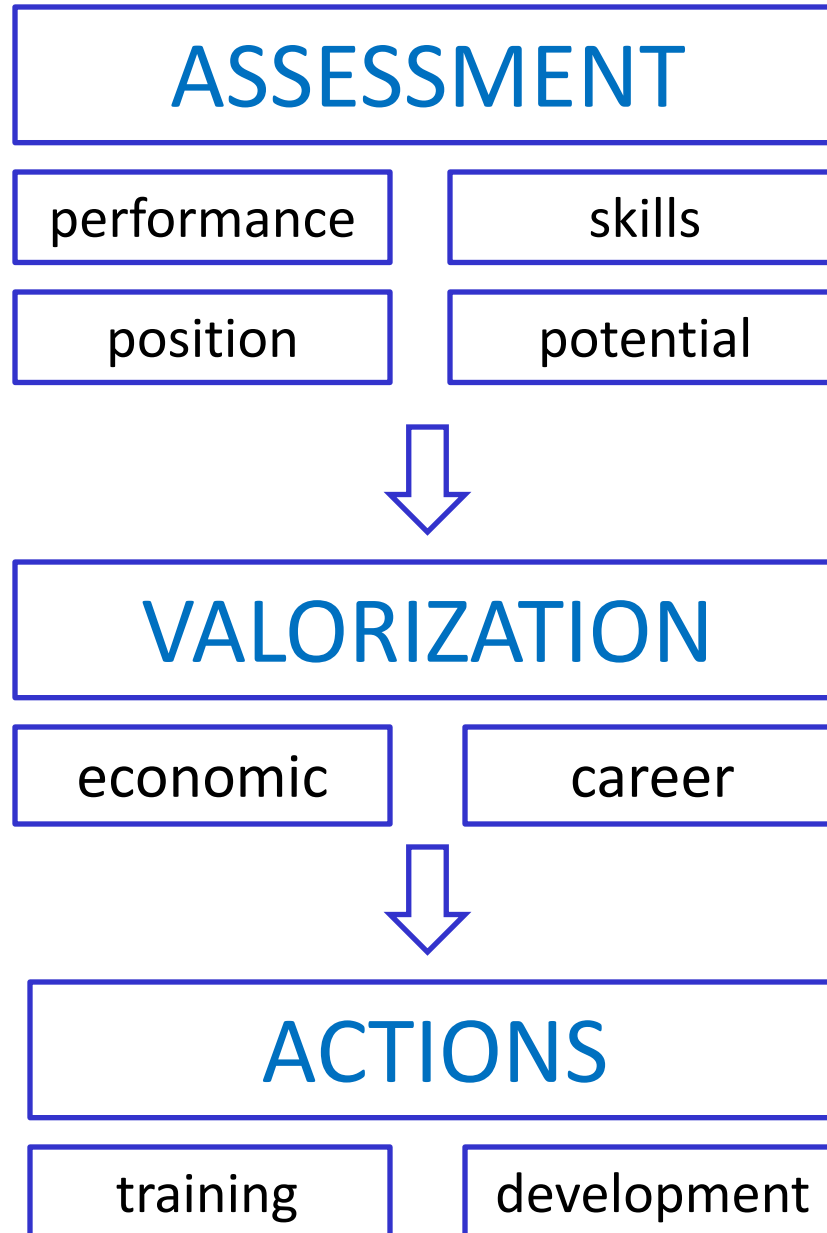 ASSESSMENT
performance skills
position potential
VALORIZATION
economic career
ACTIONS
training development